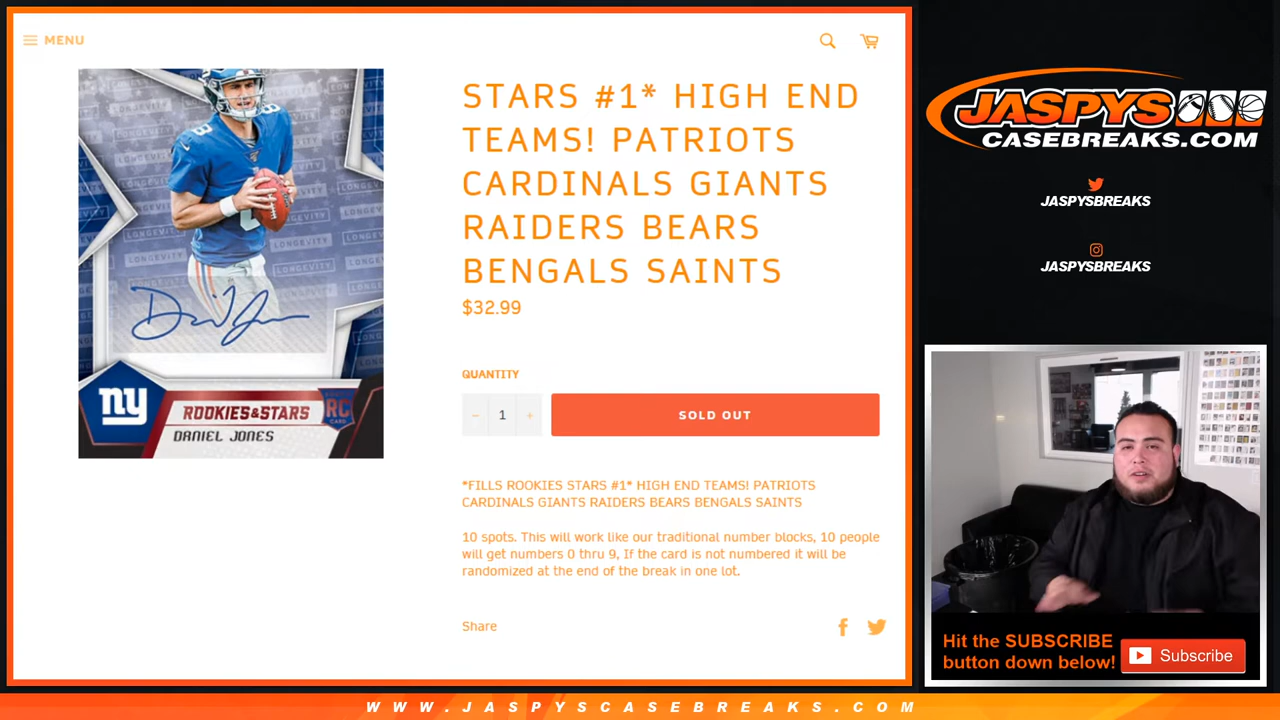 MENU
STARS #1* HIGH END
TEAMS! PATRIOTS
CARDINALS GIANTS
RAIDERS BEARS
BENGALS SAINTS
$32.99
QUANTITY
− 1 +
SOLD OUT
*FILLS ROOKIES STARS #1* HIGH END TEAMS! PATRIOTS
CARDINALS GIANTS RAIDERS BEARS BENGALS SAINTS
10 spots. This will work like our traditional number blocks, 10 people
will get numbers 0 thru 9, If the card is not numbered it will be
randomized at the end of the break in one lot.
Share
LONGEVITY
8
ny
ROOKIES&STARS
RC
DANIEL JONES
JASPYS
CASEBREAKS.COM
JASPYSBREAKS
JASPYSBREAKS
Hit the SUBSCRIBE
button down below!
Subscribe
WWW.JASPYSCASEBREAKS.COM